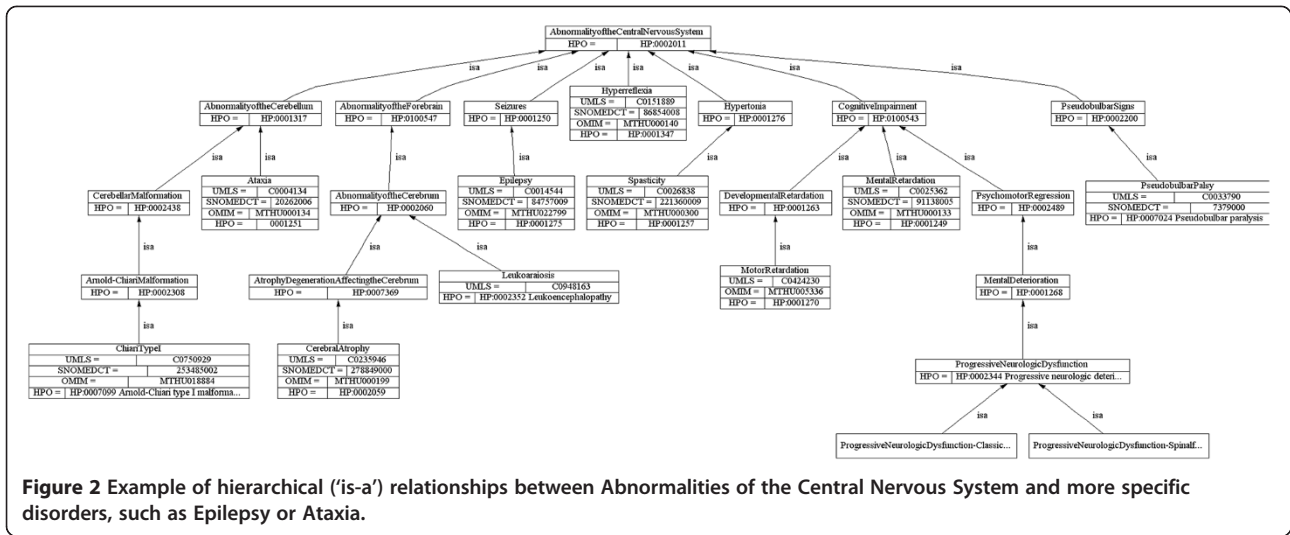 AbnormalityoftheCentralNervousSystem
HPO = HP:0002011
isa isa isa isa isa isa isa
AbnormalityoftheCerebellum
HPO = HP:0001317
AbnormalityoftheForebrain
HPO = HP:0100547
Seizures
HPO = HP:0001250
Hyperreflexia
UMLS = C0151889
SNOMEDCT = 86854008
OMIM = MTHU000140
HPO = HP:0001347
Hypertonia
HPO = HP:0001276
CognitiveImpairment
HPO = HP:0100543
PseudobulbarSigns
HPO = HP:0002200
isa isa isa isa isa isa isa isa isa
CerebellarMalformation
HPO = HP:0002438
Ataxia
UMLS = C0004134
SNOMEDCT = 20262006
OMIM = MTHU000134
HPO = 0001251
AbnormalityoftheCerebrum
HPO = HP:0002060
Epilepsy
UMLS = C0014544
SNOMEDCT = 84757009
OMIM = MTHU022799
HPO = HP:0001275
Spasticity
UMLS = C0026838
SNOMEDCT = 221360009
OMIM = MTHU000300
HPO = HP:0001257
DevelopmentalRetardation
HPO = HP:0001263
MentalRetardation
UMLS = C0025362
SNOMEDCT = 91138005
OMIM = MTHU000133
HPO = HP:0001249
PsychomotorRegression
HPO = HP:0002489
PseudobulbarPalsy
UMLS = C0033790
SNOMEDCT = 7379000
HPO = HP:0007024 Pseudobulbar paralysis
isa isa isa isa isa
Arnold-ChiariMalformation
HPO = HP:0002308
AtrophyDegenerationAffectingtheCerebrum
HPO = HP:0007369
Leukoaraiosis
UMLS = C0948163
HPO = HP:0002352 Leukoencephalopathy
MotorRetardation
UMLS = C0424230
OMIM = MTHU005336
HPO = HP:0001270
MentalDeterioration
HPO = HP:0001268
isa isa isa
ChiariTypeI
UMLS = C0750929
SNOMEDCT = 253485002
OMIM = MTHU018884
HPO = HP:0007099 Arnold-Chiari type I malforma...
CerebralAtrophy
UMLS = C0235946
SNOMEDCT = 278849000
OMIM = MTHU000199
HPO = HP:0002059
ProgressiveNeurologicDysfunction
HPO = HP:0002344 Progressive neurologic deteri...
isa isa
ProgressiveNeurologicDysfunction-Classic...
ProgressiveNeurologicDysfunction-Spinalf...
Figure 2 Example of hierarchical (‘is-a’) relationships between Abnormalities of the Central Nervous System and more specific
disorders, such as Epilepsy or Ataxia.